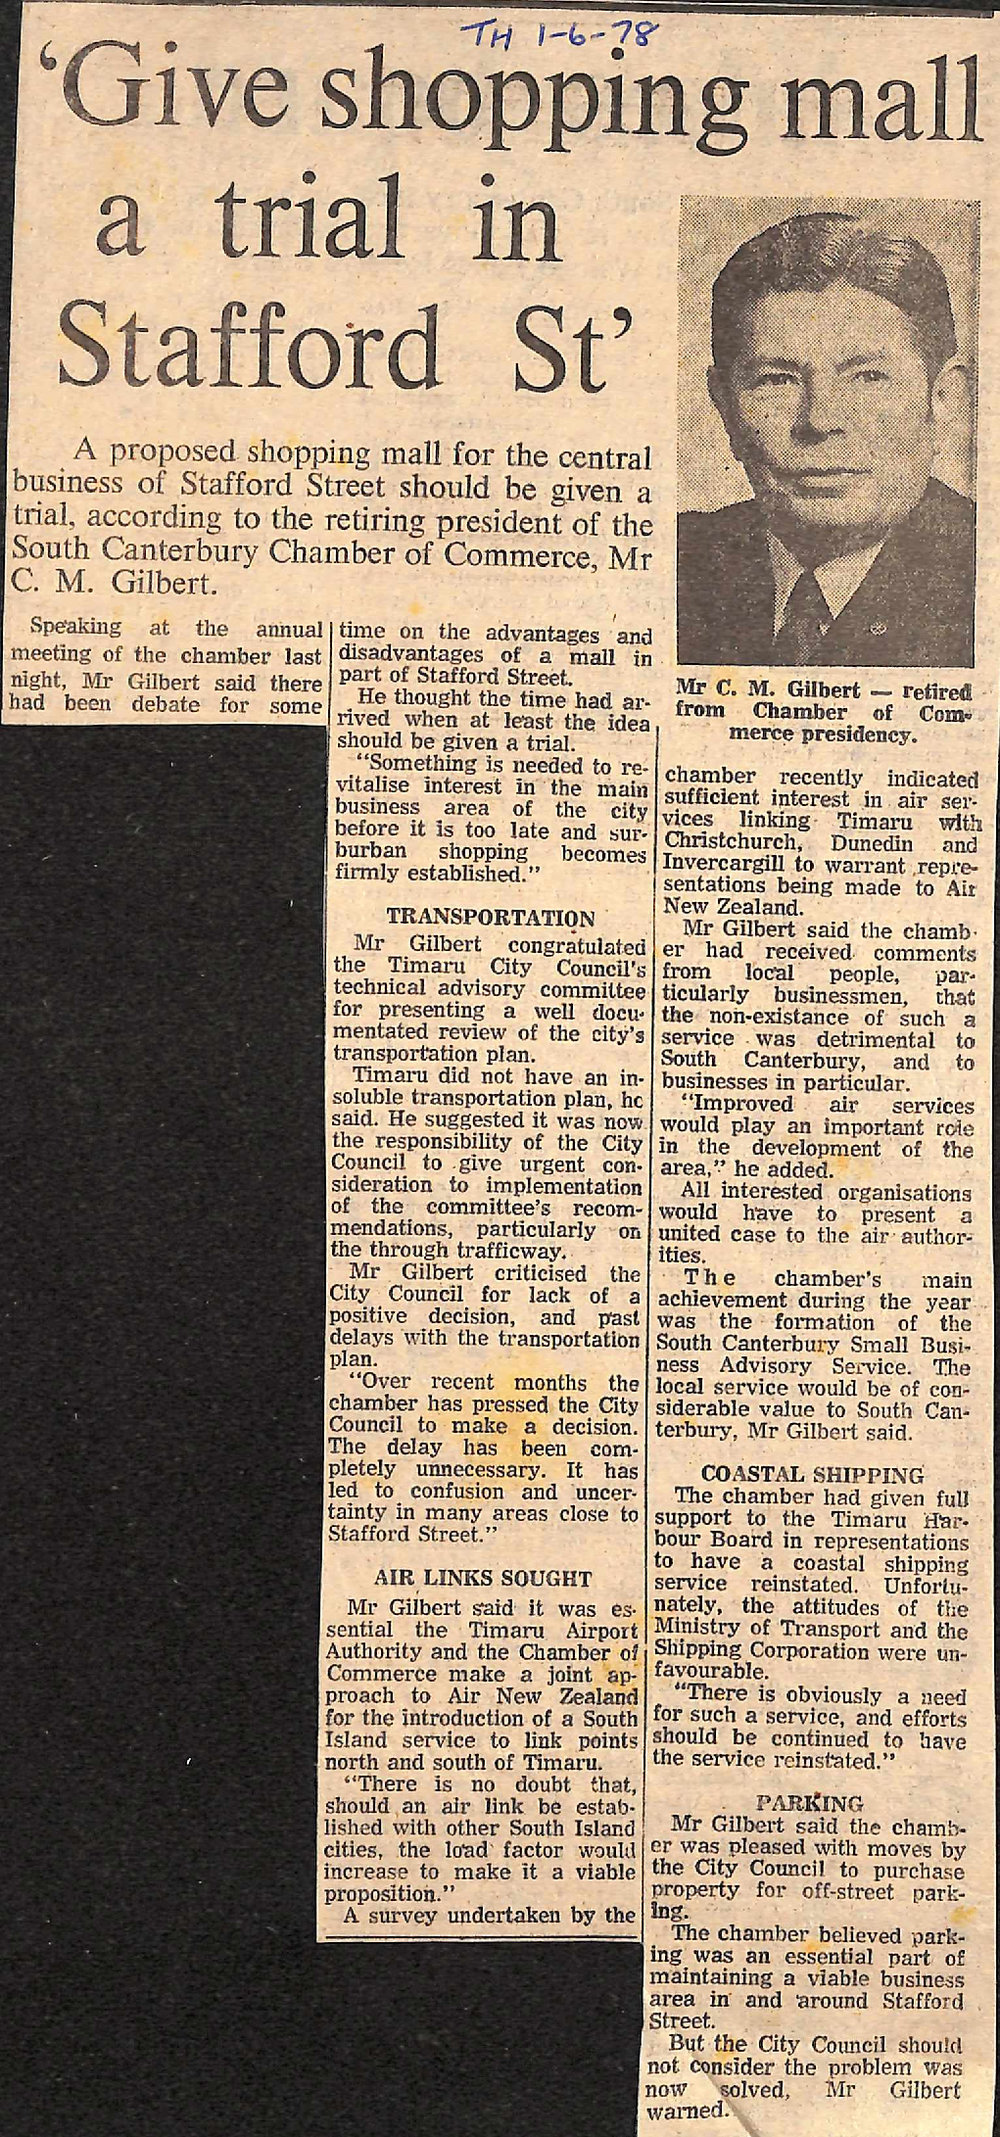 TH 1-6-78
‘Give shopping mall
a trial in
Stafford St’
A proposed shopping mall for the central
business of Stafford Street should be given a
trial, according to the retiring president of the
South Canterbury Chamber of Commerce, Mr
C. M. Gilbert.
Speaking at the annual
meeting of the chamber last
night, Mr Gilbert said there
had been debate for some
time on the advantages and
disadvantages of a mall in
part of Stafford Street.
He thought the time had ar-
rived when at least the idea
should be given a trial.
“Something is needed to re-
vitalise interest in the main
business area of the city
before it is too late and sur-
burban shopping becomes
firmly established.”
TRANSPORTATION
Mr Gilbert congratulated
the Timaru City Council's
technical advisory committee
for presenting a well docu-
mentated review of the city's
transportation plan.
Timaru did not have an in-
soluble transportation plan, he
said. He suggested it was now
the responsibility of the City
Council to give urgent con-
sideration to implementation
of the committee's recom-
mendations, particularly on
the through trafficway.
Mr Gilbert criticised the
City Council for lack of a
positive decision, and past
delays with the transportation
plan.
“Over recent months the
chamber has pressed the City
Council to make a decision.
The delay has been com-
pletely unnecessary. It has
led to confusion and uncer-
tainty in many areas close to
Stafford Street.”
AIR LINKS SOUGHT
Mr Gilbert said it was es-
sential the Timaru Airport
Authority and the Chamber of
Commerce make a joint ap-
proach to Air New Zealand
for the introduction of a South
Island service to link points
north and south of Timaru.
“There is no doubt that,
should an air link be estab-
lished with other South Island
cities, the load factor would
increase to make it a viable
proposition.”
A survey undertaken by the
Mr C. M. Gilbert — retired
from Chamber of Com-
merce presidency.
chamber recently indicated
sufficient interest in air ser-
vices linking Timaru with
Christchurch, Dunedin and
Invercargill to warrant repre-
sentations being made to Air
New Zealand.
Mr Gilbert said the chamb-
er had received comments
from local people, par-
ticularly businessmen, that
the non-existance of such a
service was detrimental to
South Canterbury, and to
businesses in particular.
“Improved air services
would play an important role
in the development of the
area,” he added.
All interested organisations
would have to present a
united case to the air author-
ities.
The chamber's main
achievement during the year
was the formation of the
South Canterbury Small Busi-
ness Advisory Service. The
local service would be of con-
siderable value to South Can-
terbury, Mr Gilbert said.
COASTAL SHIPPING
The chamber had given full
support to the Timaru Har-
bour Board in representations
to have a coastal shipping
service reinstated. Unfortu-
nately, the attitudes of the
Ministry of Transport and the
Shipping Corporation were un-
favourable.
“There is obviously a need
for such a service, and efforts
should be continued to have
the service reinstated.”
PARKING
Mr Gilbert said the chamb-
er was pleased with moves by
the City Council to purchase
property for off-street park-
ing.
The chamber believed park-
ing was an essential part of
maintaining a viable business
area in and around Stafford
Street.
But the City Council should
not consider the problem was
now solved, Mr Gilbert
warned.